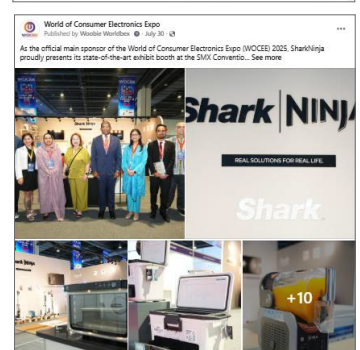 World of Consumer Electronics Expo
Published by Woobie Worldbex · July 30 ·
As the official main sponsor of the World of Consumer Electronics Expo (WOCEE) 2025, SharkNinja
proudly presents its state-of-the-art exhibit booth at the SMX Conventio... See more
Shark NINJ
REAL SOLUTIONS FOR REAL LIFE.
Shark
+10